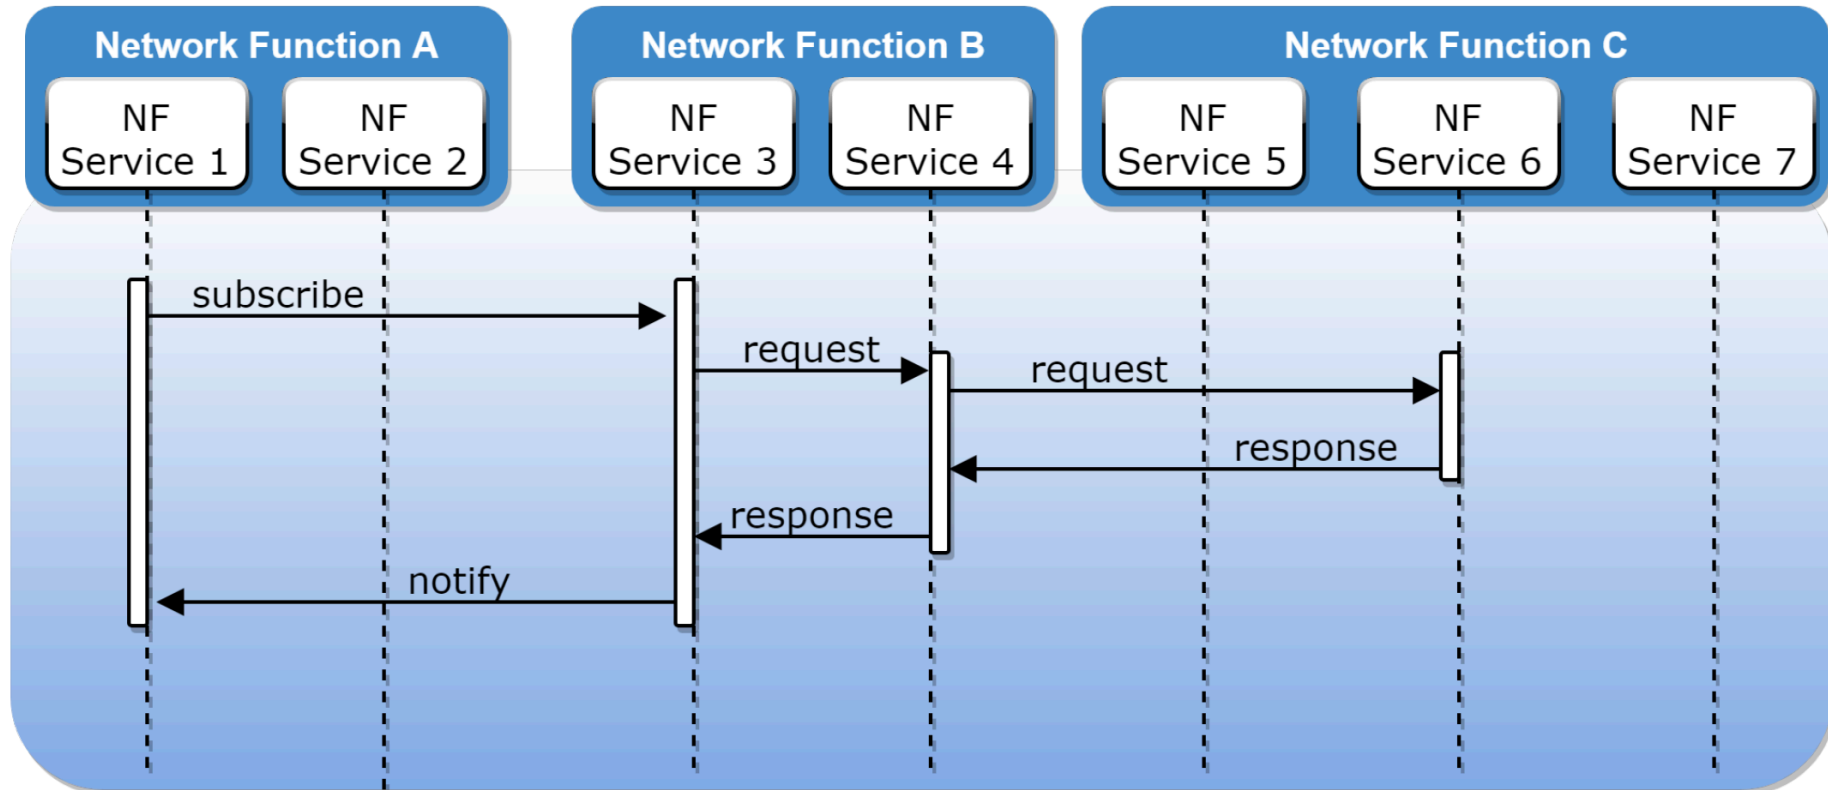 Network Function A
Network Function B
Network Function C
NF
Service 1
NF
Service 2
NF
Service 3
NF
Service 4
NF
Service 5
NF
Service 6
NF
Service 7
subscribe
request
request
response
response
notify